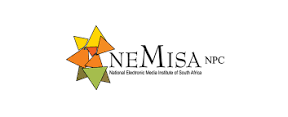 NEMISA NPC
National Electronic Media Institute of South Africa